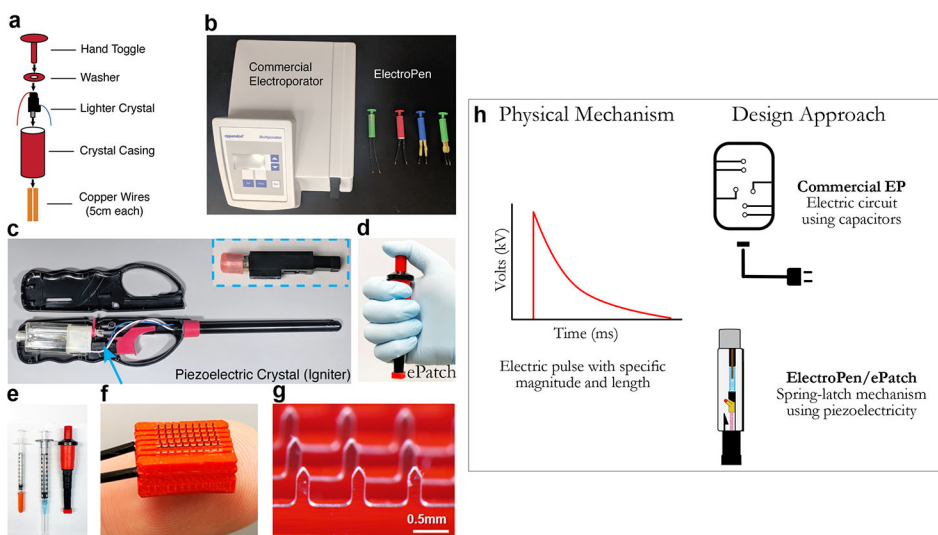 a
Hand Toggle
Washer
Lighter Crystal
Crystal Casing
Copper Wires
(5cm each)
b
Commercial
Electroporator
ElectroPen
eppendorf
Multiporator
c
Piezoelectric Crystal (Igniter)
d
ePatch
e
f
g
0.5mm
h
Physical Mechanism
Design Approach
Volts (kV)
Time (ms)
Electric pulse with specific
magnitude and length
Commercial EP
Electric circuit
using capacitors
ElectroPen/ePatch
Spring-latch mechanism
using piezoelectricity